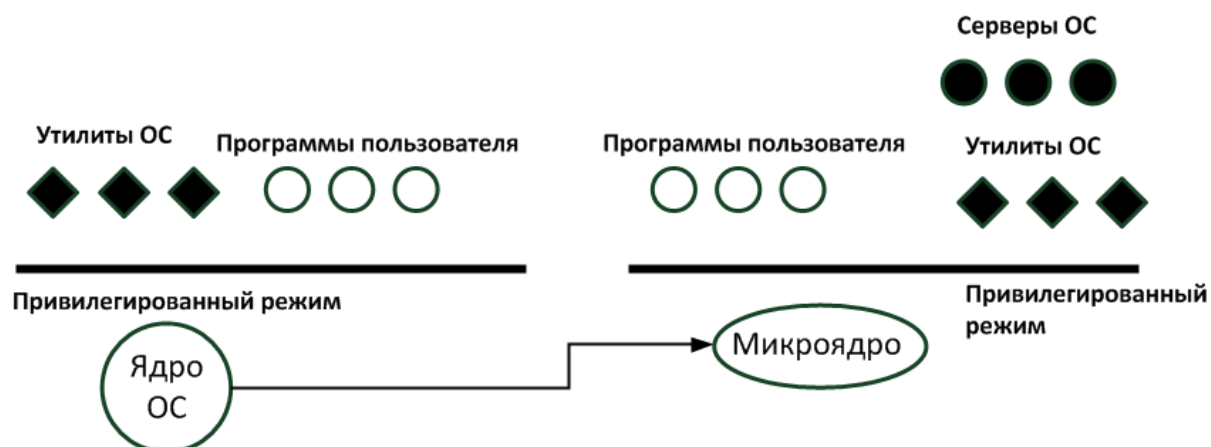 Серверы ОС
Утилиты ОС
Программы пользователя
Программы пользователя
Утилиты ОС
Привилегированный режим
Привилегированный
режим
Ядро
ОС
Микроядро